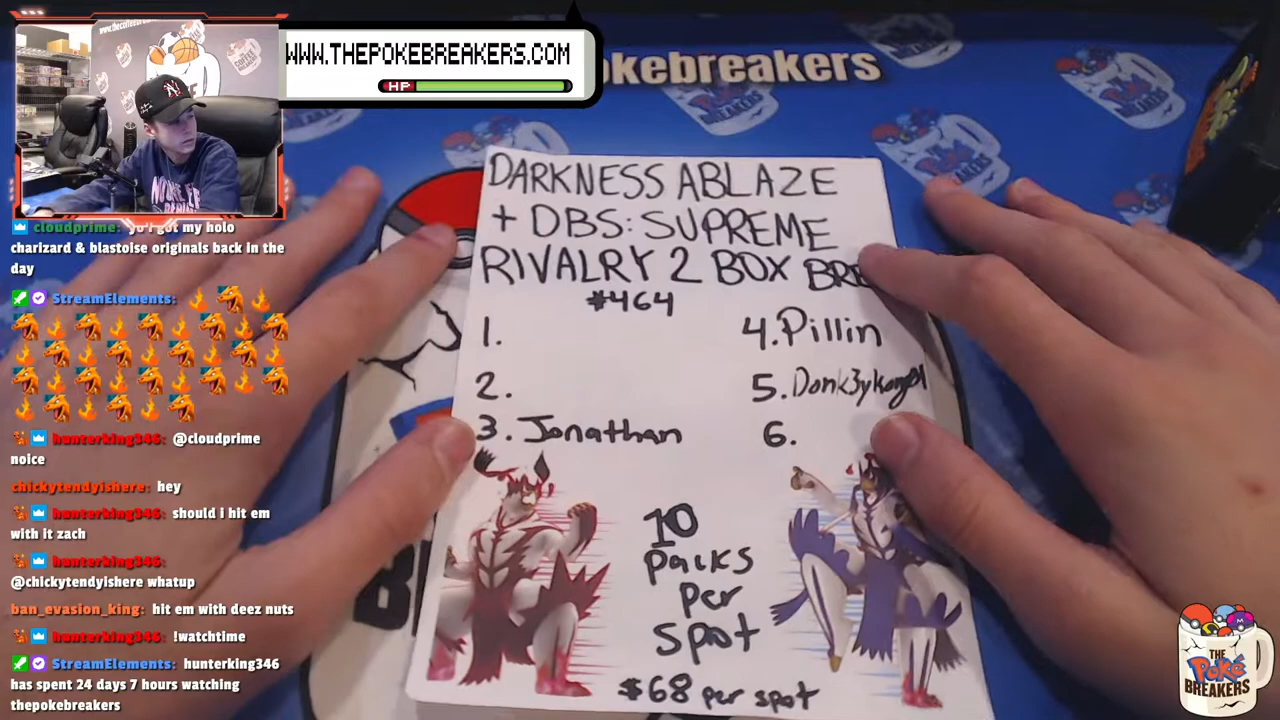 WWW.THEPOKEBREAKERS.COM
HP
okebreakers
DARKNESS ABLAZE
+ DBS: SUPREME
RIVALRY 2 BOX BRE
#464
1.
2.
3. Jonathan
4. Pillin
5. Donk3ykong01
6.
10
Packs
Per
Spot
$68 per spot
cloudprime: yo i got my holo
charizard & blastoise originals back in the
day
StreamElements:
hunterking346: @cloudprime
noice
chickytendyishere: hey
hunterking346: should i hit em
with it zach
hunterking346:
@chickytendyishere whatup
ban_evasion_king: hit em with deez nuts
hunterking346: !watchtime
StreamElements: hunterking346
has spent 24 days 7 hours watching
thepokebreakers
THE
POKÉ
BREAKERS